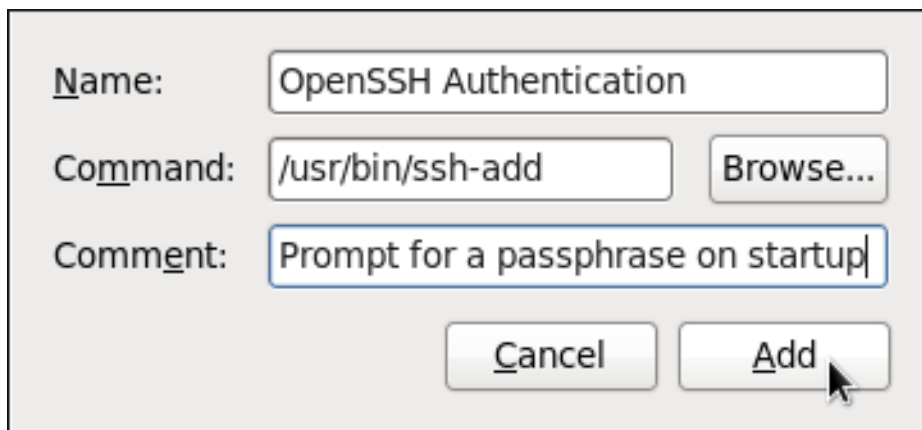 Name: OpenSSH Authentication
Command: /usr/bin/ssh-add Browse...
Comment: Prompt for a passphrase on startup
Cancel Add